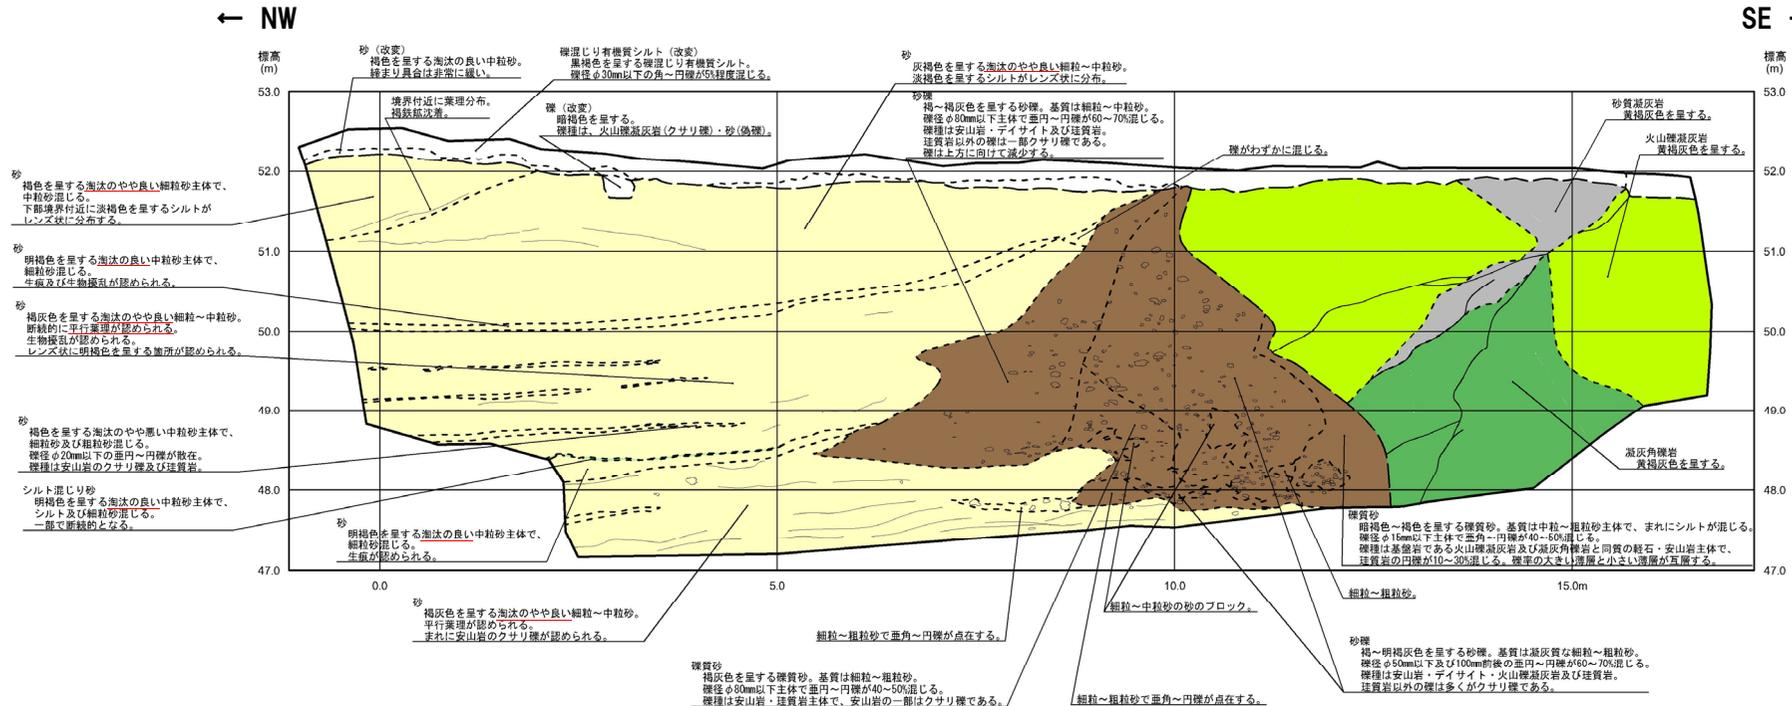 ← NW
SE
標高
(m)
標高
(m)
53.0
52.0
51.0
50.0
49.0
48.0
47.0
53.0
52.0
51.0
50.0
49.0
48.0
47.0
0.0
5.0
10.0
15.0m
砂（改変）
褐色を呈する淘汰の良い中粒砂。
締まり具合は非常に緩い。
礫混じり有機質シルト（改変）
黒褐色を呈する礫混じり有機質シルト。
礫径φ30mm以下の角～円礫が5%程度混じる。
境界付近に葉理分布。
褐鉄鉱沈着。
礫（改変）
暗褐色を呈する。
礫種は、火山礫凝灰岩(クサリ礫)・砂(偽礫)。
砂
灰褐色を呈する淘汰のやや良い細粒～中粒砂。
淡褐色を呈するシルトがレンズ状に分布。
砂礫
褐～褐灰色を呈する砂礫。基質は細粒～中粒砂。
礫径φ80mm以下主体で亜円～円礫が60～70%混じる。
礫種は安山岩・デイサイト及び珪質岩。
珪質岩以外の礫は一部クサリ礫である。
礫は上方に向けて減少する。
礫がわずかに混じる。
砂質凝灰岩
黄褐灰色を呈する。
火山礫凝灰岩
黄褐灰色を呈する。
砂
褐色を呈する淘汰のやや良い細粒砂主体で、
中粒砂混じる。
下部境界付近に淡褐色を呈するシルトが
レンズ状に分布する。
砂
明褐色を呈する淘汰の良い中粒砂主体で、
細粒砂混じる。
生痕及び生物擾乱が認められる。
砂
褐灰色を呈する淘汰のやや良い細粒～中粒砂。
断続的に平行葉理が認められる。
生物擾乱が認められる。
レンズ状に明褐色を呈する箇所が認められる。
砂
褐色を呈する淘汰のやや悪い中粒砂主体で、
細粒砂及び粗粒砂混じる。
礫径φ20mm以下の亜円～円礫が散在。
礫種は安山岩のクサリ礫及び珪質岩。
シルト混じり砂
明褐色を呈する淘汰の良い中粒砂主体で、
シルト及び細粒砂混じる。
一部で断続的となる。
砂
明褐色を呈する淘汰の良い中粒砂主体で、
細粒砂混じる。
生痕が認められる。
砂
褐灰色を呈する淘汰のやや良い細粒～中粒砂。
平行葉理が認められる。
まれに安山岩のクサリ礫が認められる。
凝灰角礫岩
黄褐灰色を呈する。
礫質砂
暗褐色～褐色を呈する礫質砂。基質は中粒～粗粒砂主体で、まれにシルトが混じる。
礫径φ15mm以下主体で亜角～円礫が40～50%混じる。
礫種は基盤岩である火山礫凝灰岩及び凝灰角礫岩と同質の軽石・安山岩主体で、
珪質岩の円礫が10～30%混じる。礫率の大きい薄層と小さい薄層が互層する。
細粒～粗粒砂。
細粒～中粒砂の砂のブロック。
細粒～粗粒砂で亜角～円礫が点在する。
砂礫
褐～明褐灰色を呈する砂礫。基質は凝灰質な細粒～粗粒砂。
礫径φ50mm以下及び100mm前後の亜円～円礫が60～70%混じる。
礫種は安山岩・デイサイト・火山礫凝灰岩及び珪質岩。
珪質岩以外の礫は多くがクサリ礫である。
礫質砂
褐灰色を呈する礫質砂。基質は細粒～粗粒砂。
礫径φ80mm以下主体で亜円～円礫が40～50%混じる。
礫種は安山岩・珪質岩主体で、安山岩の一部はクサリ礫である。
細粒～粗粒砂で亜角～円礫が点在する。